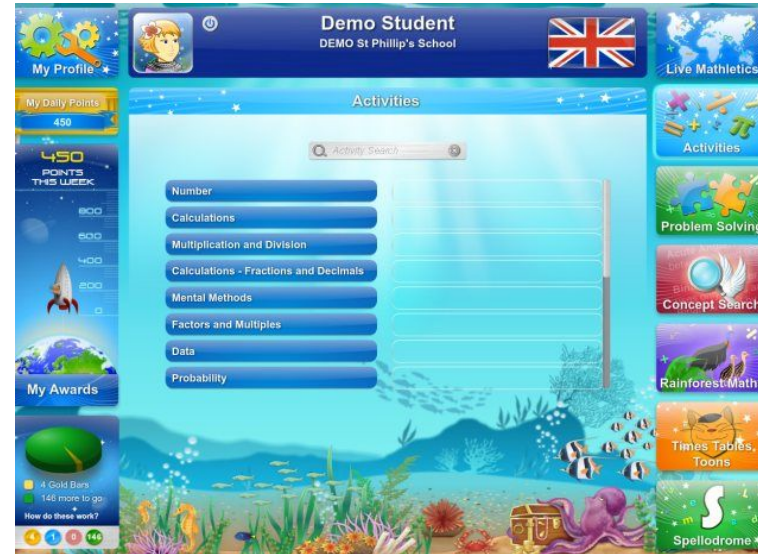 My Profile
My Daily Points
450
450
POINTS
THIS WEEK
800
600
400
200
0
My Awards
4 Gold Bars
146 more to go
How do these work?
4 1 0 146
Demo Student
DEMO St Phillip's School
Activities
Activity Search
Number
Calculations
Multiplication and Division
Calculations - Fractions and Decimals
Mental Methods
Factors and Multiples
Data
Probability
Live Mathletics
Activities
Problem Solving
Concept Search
Rainforest Math
Times Tables,
Toons
Spellodrome